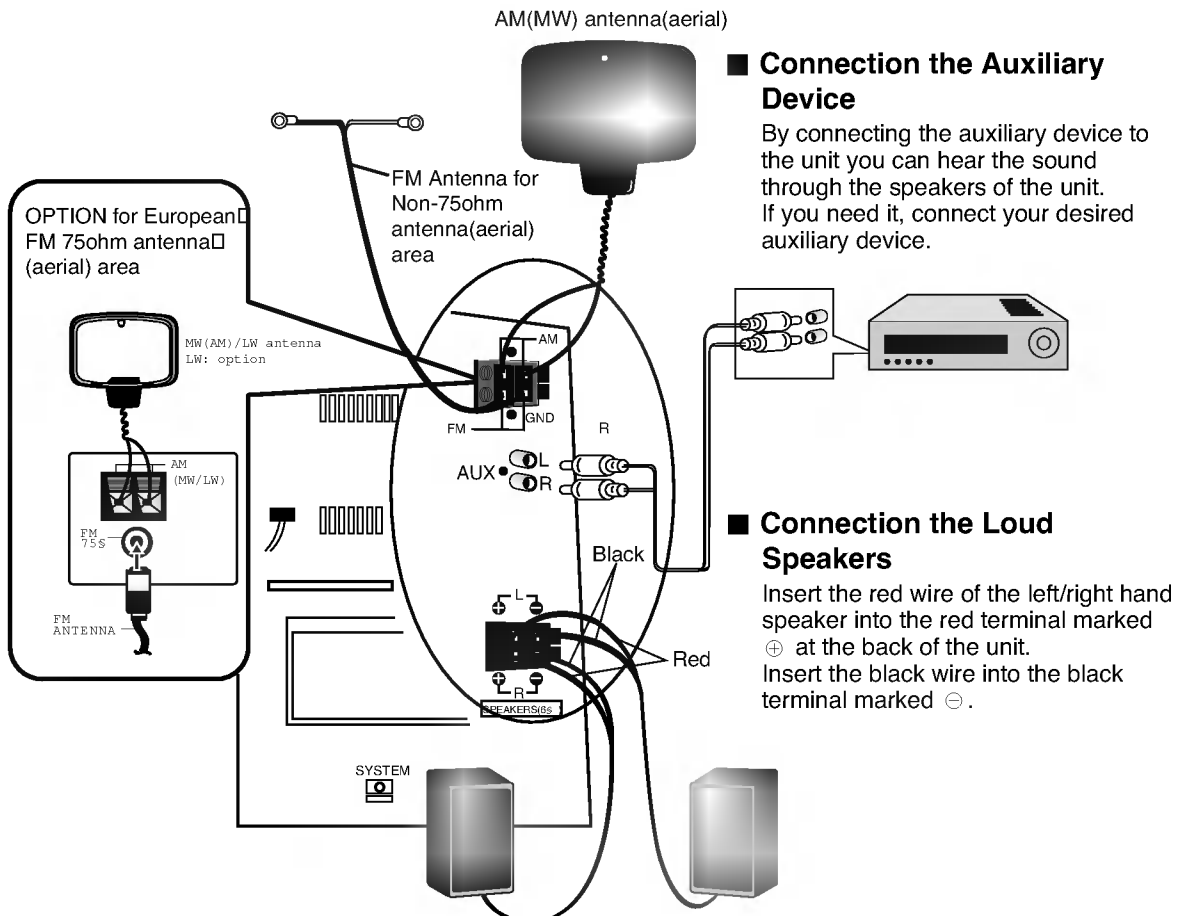 AM(MW) antenna(aerial)
■ Connection the Auxiliary
Device
By connecting the auxiliary device to
the unit you can hear the sound
through the speakers of the unit.
If you need it, connect your desired
auxiliary device.
FM Antenna for
Non-75ohm
antenna(aerial)
area
OPTION for European□
FM 75ohm antenna□
(aerial) area
MW(AM)/LW antenna
LW: option
AM
(MW/LW)
FM
75§
FM
ANTENNA
AM
GND
FM
R
AUX
L
R
Black
Red
⊕ L ⊖
⊕ R ⊖
SPEAKERS(6§ )
SYSTEM
■ Connection the Loud
Speakers
Insert the red wire of the left/right hand
speaker into the red terminal marked
⊕ at the back of the unit.
Insert the black wire into the black
terminal marked ⊖.